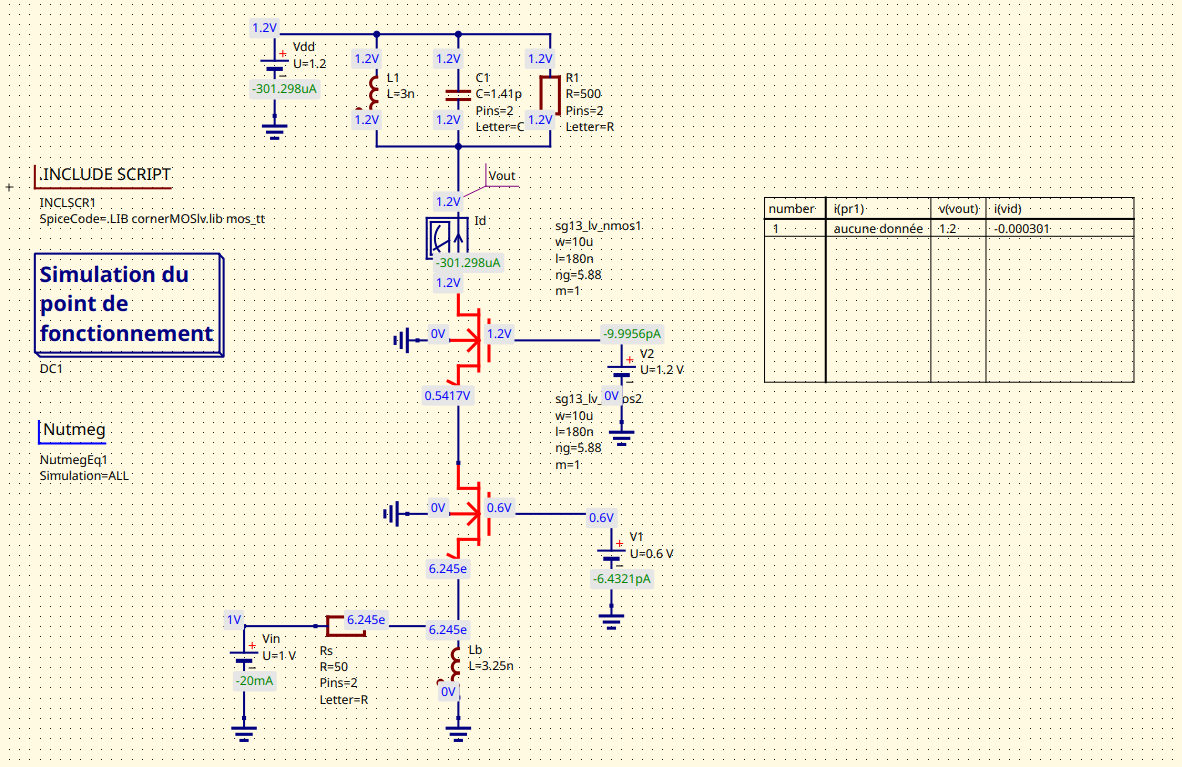 1.2V
Vdd
U=1.2
-301.298uA
1.2V
L1
L=3n
1.2V
1.2V
C1
C=1.41p
Pins=2
Letter=C
1.2V
1.2V
R1
R=500
Pins=2
Letter=R
1.2V
.INCLUDE SCRIPT
INCLSCR1
SpiceCode=.LIB cornerMOSlv.lib mos_tt
Vout
1.2V
Id
-301.298uA
1.2V
sg13_lv_nmos1
w=10u
l=180n
ng=5.88
m=1
number i(pr1) v(vout) i(vid)
1 aucune donnée 1.2 -0.000301
Simulation du
point de
fonctionnement
DC1
0V
1.2V
-9.9956pA
V2
U=1.2 V
0V
0.5417V
sg13_lv_ os2
w=10u
l=180n
ng=5.88
m=1
Nutmeg
NutmegEq1
Simulation=ALL
0V
0.6V
0.6V
V1
U=0.6 V
-6.4321pA
6.245e
1V
6.245e
6.245e
Vin
U=1 V
-20mA
Rs
R=50
Pins=2
Letter=R
Lb
L=3.25n
0V